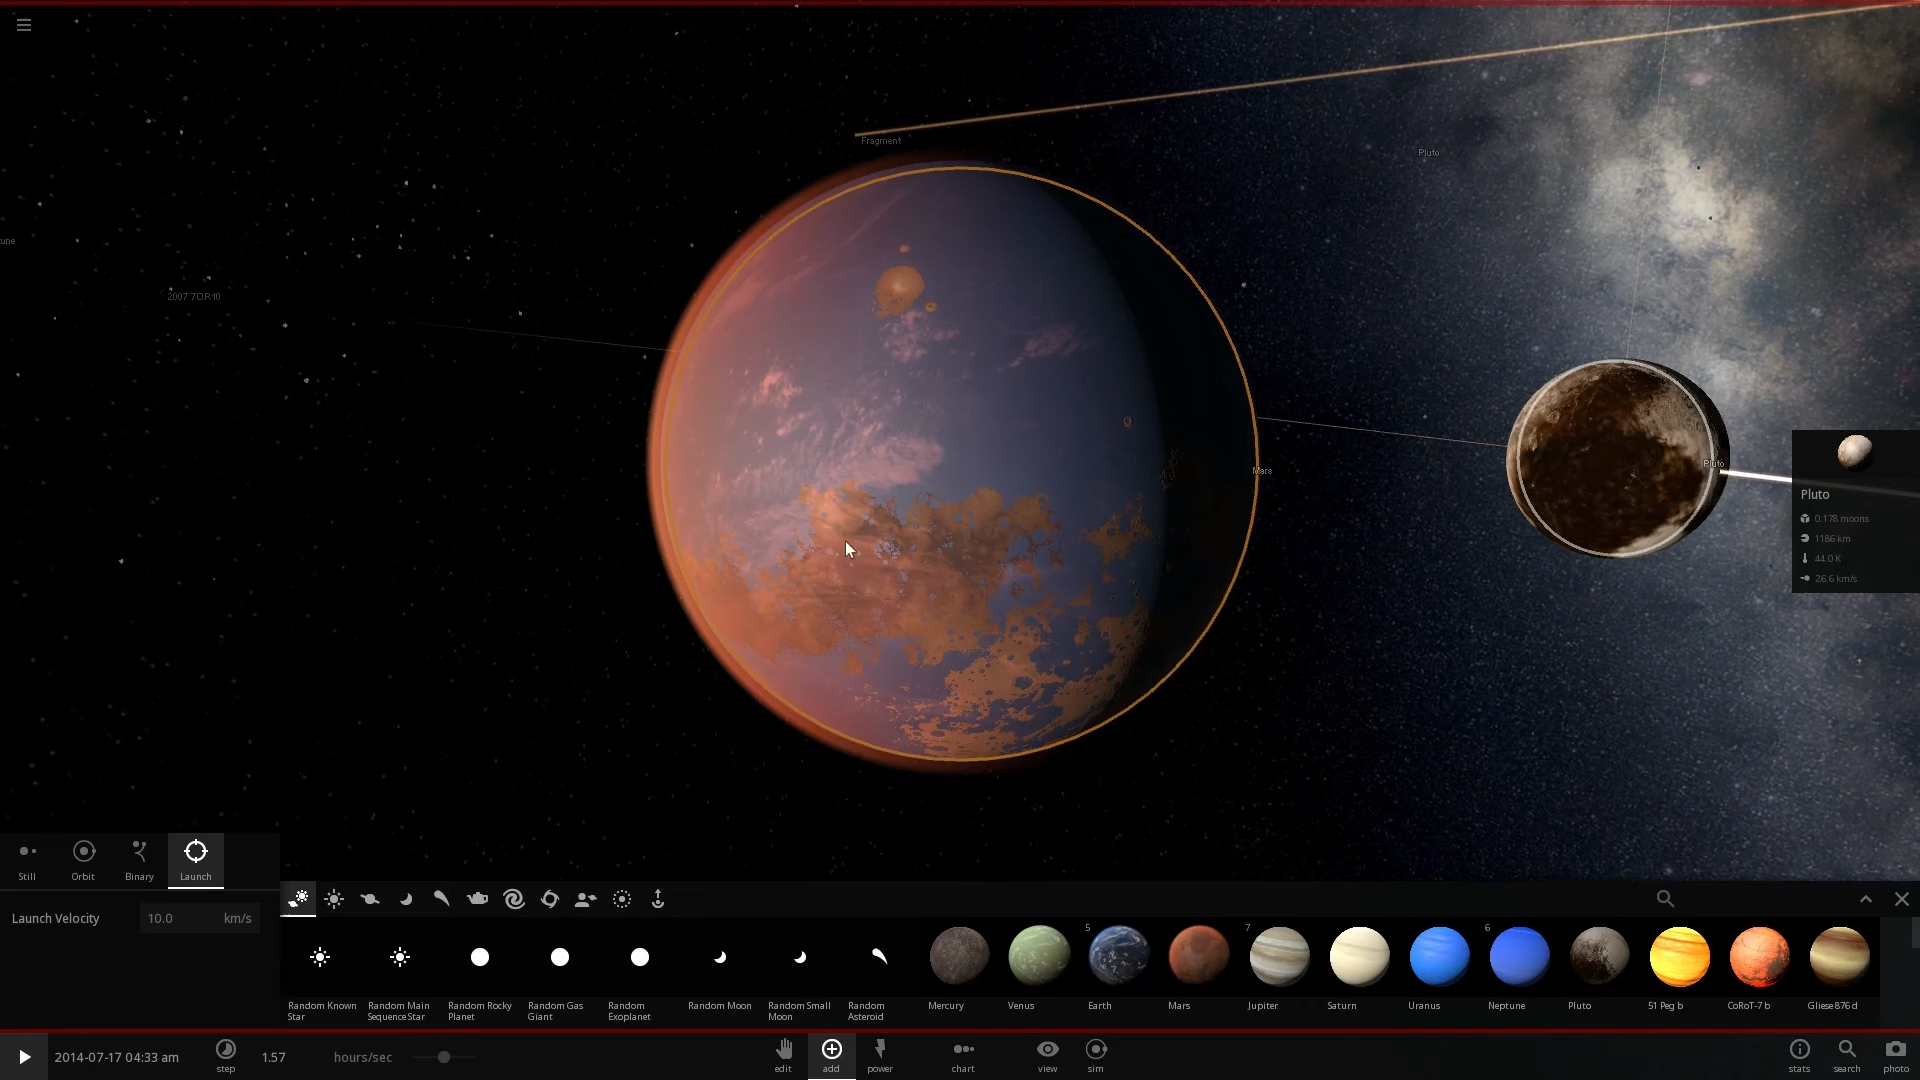 Fragment
Pluto
une
2007 7OR10
Mars
Pluto
Pluto
0.178 moons
1186 km
44.0 K
26.6 km/s
Still
Orbit
Binary
Launch
Launch Velocity
10.0
km/s
5
7
6
Random Known Star
Random Main Sequence Star
Random Rocky Planet
Random Gas Giant
Random Exoplanet
Random Moon
Random Small Moon
Random Asteroid
Mercury
Venus
Earth
Mars
Jupiter
Saturn
Uranus
Neptune
Pluto
51 Peg b
CoRoT-7 b
Gliese 876 d
2014-07-17 04:33 am
step
1.57
hours/sec
edit
add
power
chart
view
sim
stats
search
photo